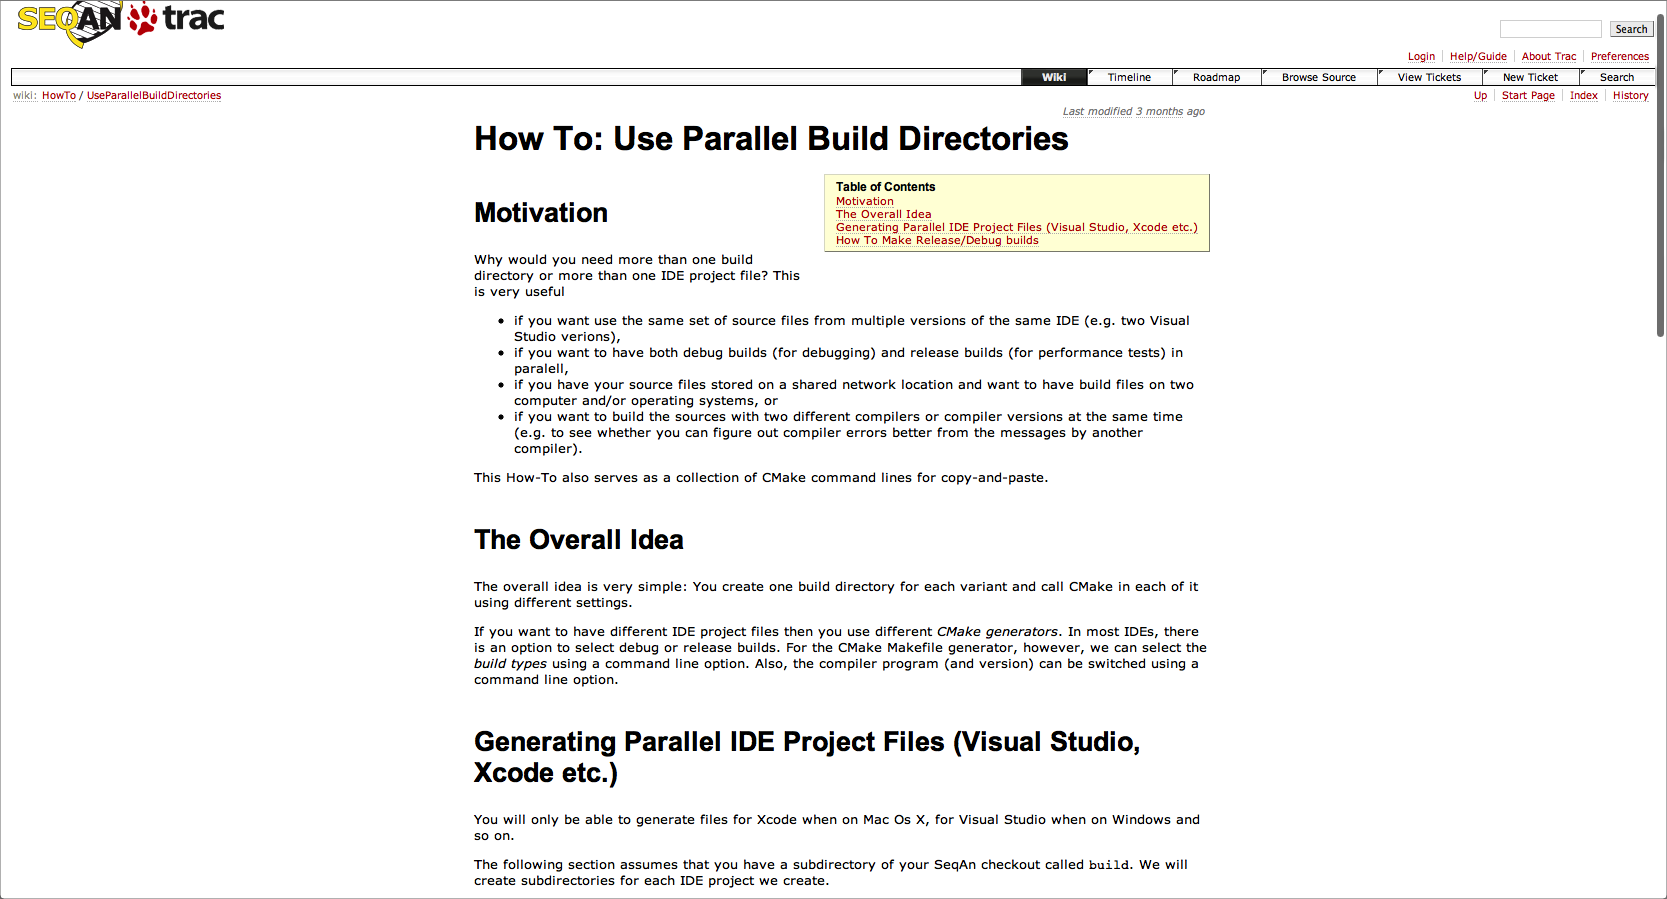 SEQAN trac
Search
Login Help/Guide About Trac Preferences
Wiki Timeline Roadmap Browse Source View Tickets New Ticket Search
wiki: HowTo / UseParallelBuildDirectories
Up Start Page Index History
Last modified 3 months ago
How To: Use Parallel Build Directories
Table of Contents
Motivation
The Overall Idea
Generating Parallel IDE Project Files (Visual Studio, Xcode etc.)
How To Make Release/Debug builds
Motivation
Why would you need more than one build
directory or more than one IDE project file? This
is very useful
• if you want use the same set of source files from multiple versions of the same IDE (e.g. two Visual
Studio verions),
• if you want to have both debug builds (for debugging) and release builds (for performance tests) in
paralell,
• if you have your source files stored on a shared network location and want to have build files on two
computer and/or operating systems, or
• if you want to build the sources with two different compilers or compiler versions at the same time
(e.g. to see whether you can figure out compiler errors better from the messages by another
compiler).
This How-To also serves as a collection of CMake command lines for copy-and-paste.
The Overall Idea
The overall idea is very simple: You create one build directory for each variant and call CMake in each of it
using different settings.
If you want to have different IDE project files then you use different CMake generators. In most IDEs, there
is an option to select debug or release builds. For the CMake Makefile generator, however, we can select the
build types using a command line option. Also, the compiler program (and version) can be switched using a
command line option.
Generating Parallel IDE Project Files (Visual Studio,
Xcode etc.)
You will only be able to generate files for Xcode when on Mac Os X, for Visual Studio when on Windows and
so on.
The following section assumes that you have a subdirectory of your SeqAn checkout called build. We will
create subdirectories for each IDE project we create.